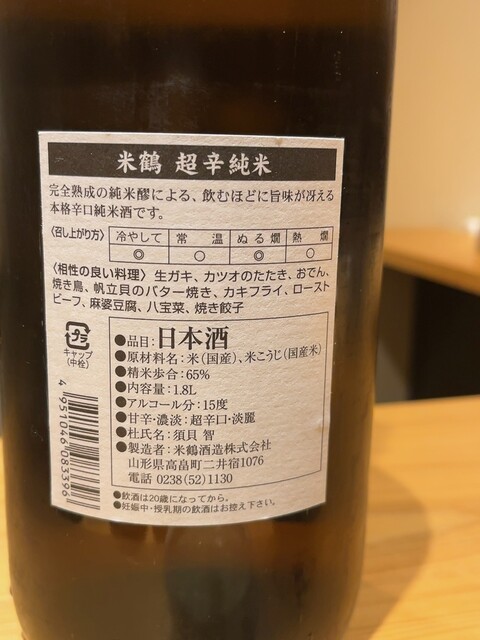 米鶴 超辛純米
完全熟成の純米醪による、飲むほどに旨味が冴える
本格辛口純米酒です。
〈召し上がり方〉 冷やして 常温 ぬる燗 熱燗
◎ ○ ◎ ○
〈相性の良い料理〉生ガキ、カツオのたたき、おでん、
焼き鳥、帆立貝のバター焼き、カキフライ、ロースト
ビーフ、麻婆豆腐、八宝菜、焼き餃子
プラ
キャップ
(中栓)
●品目:日本酒
●原材料名:米(国産)、米こうじ(国産米)
●精米歩合:65%
●内容量:1.8L
●アルコール分:15度
●甘辛・濃淡:超辛口・淡麗
●杜氏名:須貝 智
●製造者:米鶴酒造株式会社
山形県高畠町二井宿1076
電話 0238(52)1130
4951046083396
●飲酒は20歳になってから。
●妊娠中・授乳期の飲酒はお控え下さい。